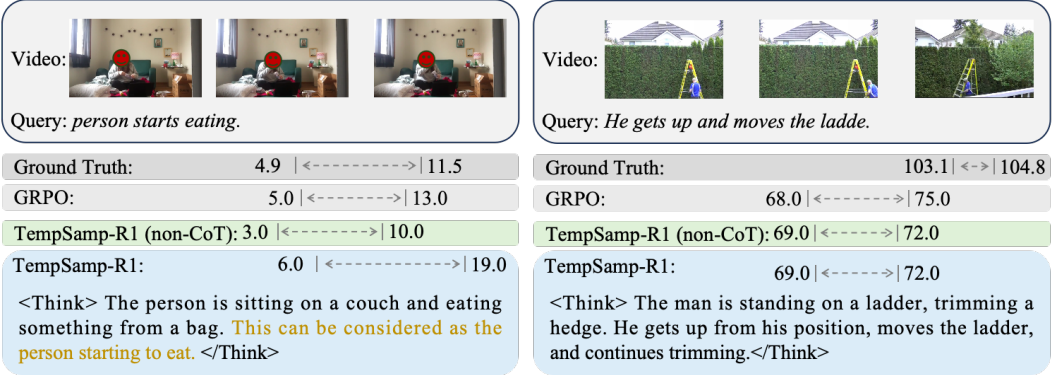 Video:
Query: person starts eating.
Ground Truth: 4.9 11.5
GRPO: 5.0 13.0
TempSamp-R1 (non-CoT): 3.0 10.0
TempSamp-R1: 6.0 19.0
<Think> The person is sitting on a couch and eating
something from a bag. This can be considered as the
person starting to eat. </Think>
Video:
Query: He gets up and moves the ladde.
Ground Truth: 103.1 104.8
GRPO: 68.0 75.0
TempSamp-R1 (non-CoT): 69.0 72.0
TempSamp-R1: 69.0 72.0
<Think> The man is standing on a ladder, trimming a
hedge. He gets up from his position, moves the ladder,
and continues trimming.</Think>